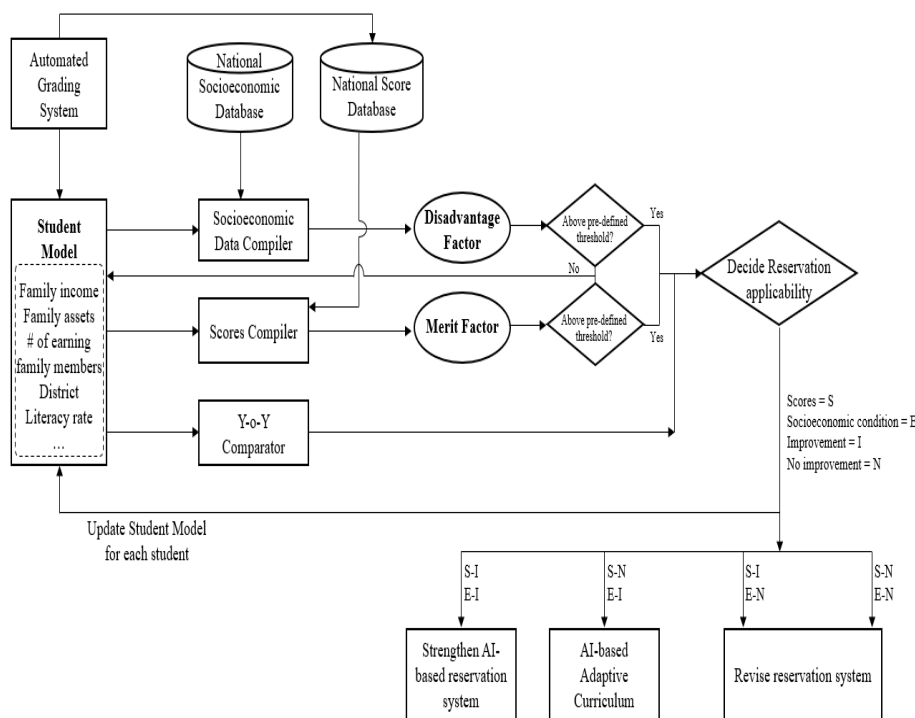 Automated
Grading
System
National
Socioeconomic
Database
National Score
Database
Student
Model
Family income
Family assets
# of earning
family members
District
Literacy rate
...
Socioeconomic
Data Compiler
Disadvantage
Factor
Above pre-defined
threshold?
Yes
No
Decide Reservation
applicability
Scores Compiler
Merit Factor
Above pre-defined
threshold?
Yes
Y-o-Y
Comparator
Scores = S
Socioeconomic condition = E
Improvement = I
No improvement = N
Update Student Model
for each student
S-I
E-I
S-N
E-I
S-I
E-N
S-N
E-N
Strengthen AI-
based reservation
system
AI-based
Adaptive
Curriculum
Revise reservation system